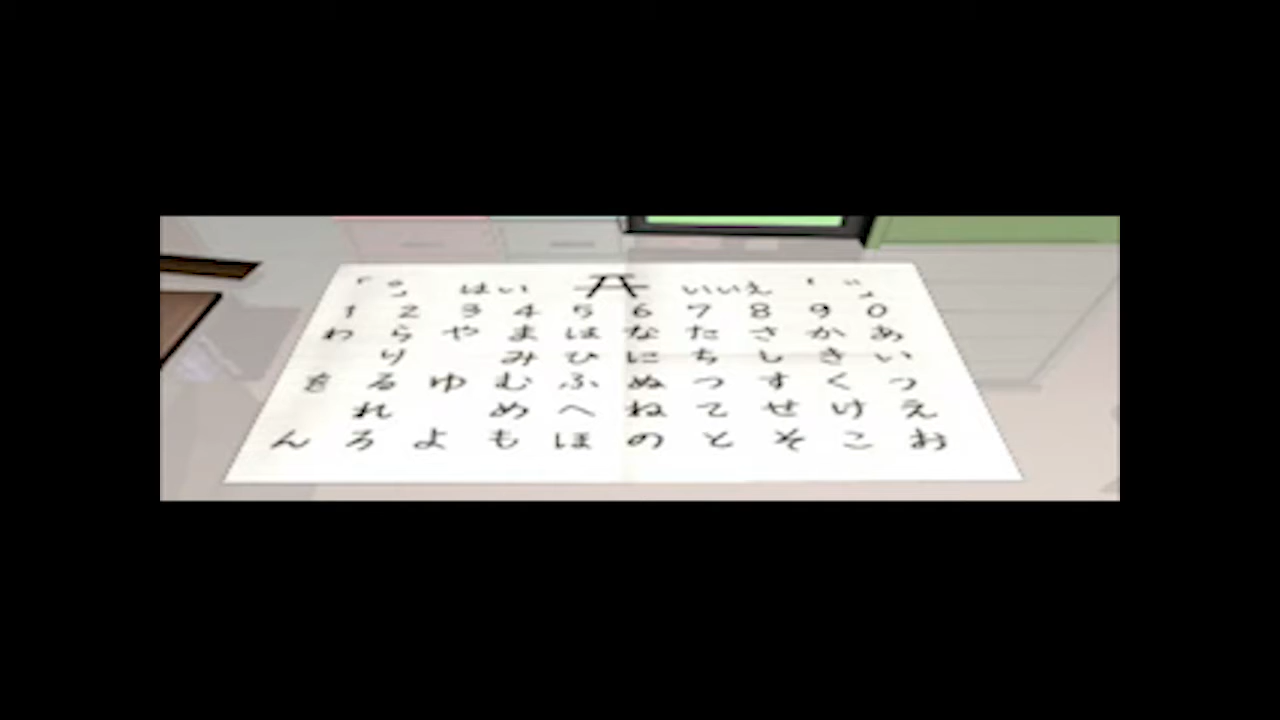 「゜」 はい いいえ 「゛」
1 2 3 4 5 6 7 8 9 0
わ ら や ま は な た さ か あ
り み ひ に ち し き い
を る ゆ む ふ ぬ つ す く う
れ め へ ね て せ け え
ん ろ よ も ほ の と そ こ お